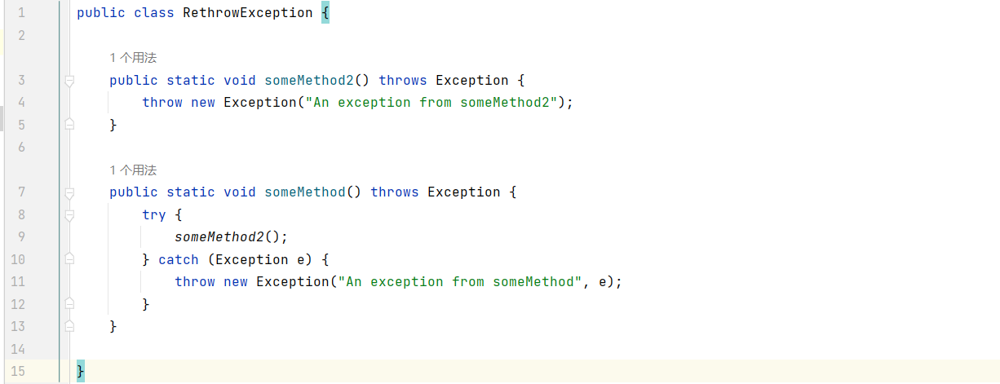 1 public class RethrowException {
2
1 个用法
3 public static void someMethod2() throws Exception {
4 throw new Exception("An exception from someMethod2");
5 }
6
1 个用法
7 public static void someMethod() throws Exception {
8 try {
9 someMethod2();
10 } catch (Exception e) {
11 throw new Exception("An exception from someMethod", e);
12 }
13 }
14
15 }